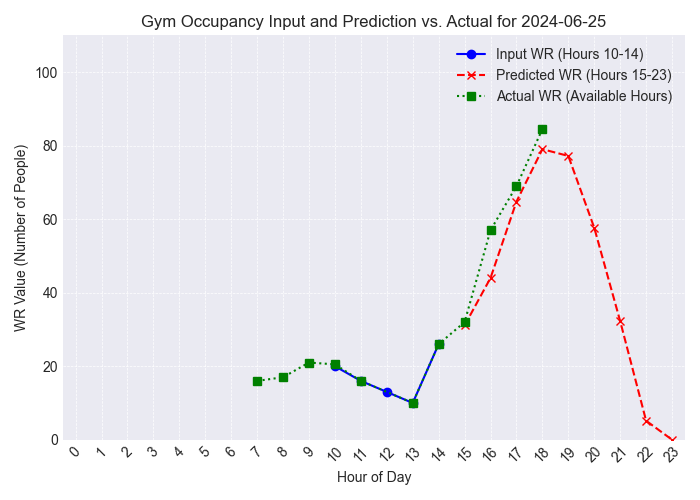 Gym Occupancy Input and Prediction vs. Actual for 2024-06-25
Input WR (Hours 10-14)
Predicted WR (Hours 15-23)
Actual WR (Available Hours)
WR Value (Number of People)
100
80
60
40
20
0
0 1 2 3 4 5 6 7 8 9 10 11 12 13 14 15 16 17 18 19 20 21 22 23
Hour of Day